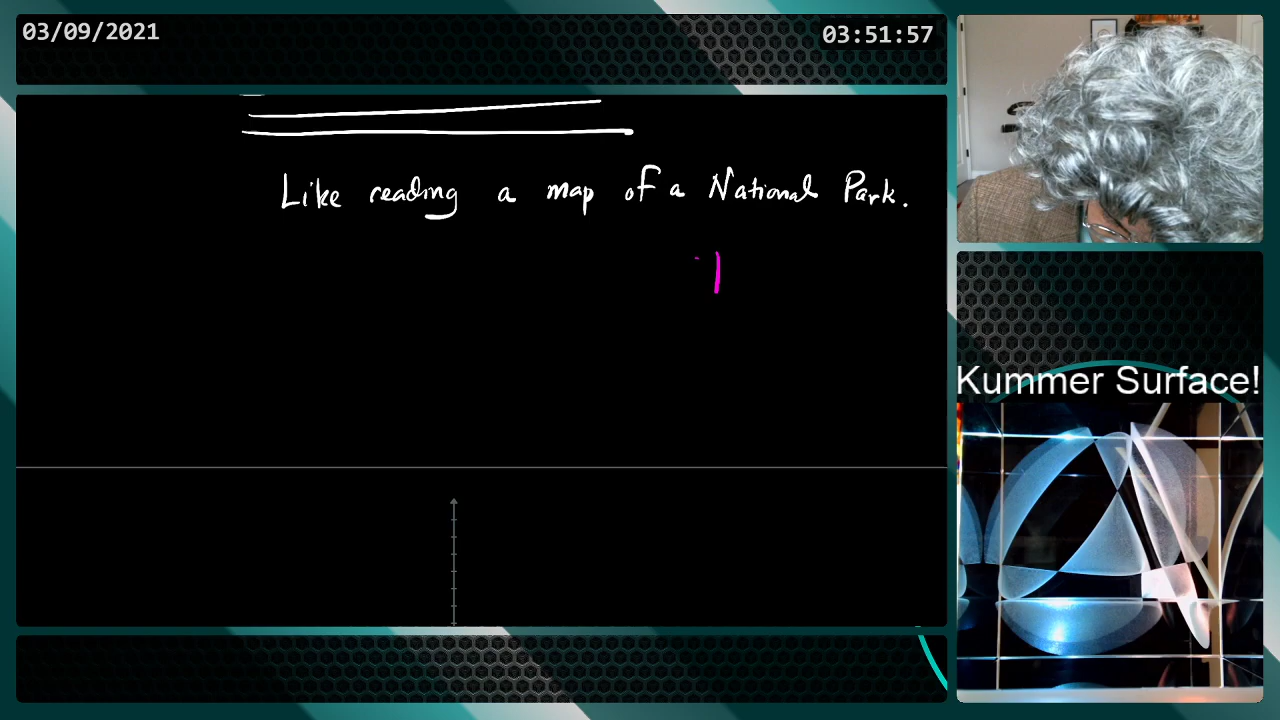 03/09/2021
03:51:57
Like reading a map of a National Park.
Kummer Surface!